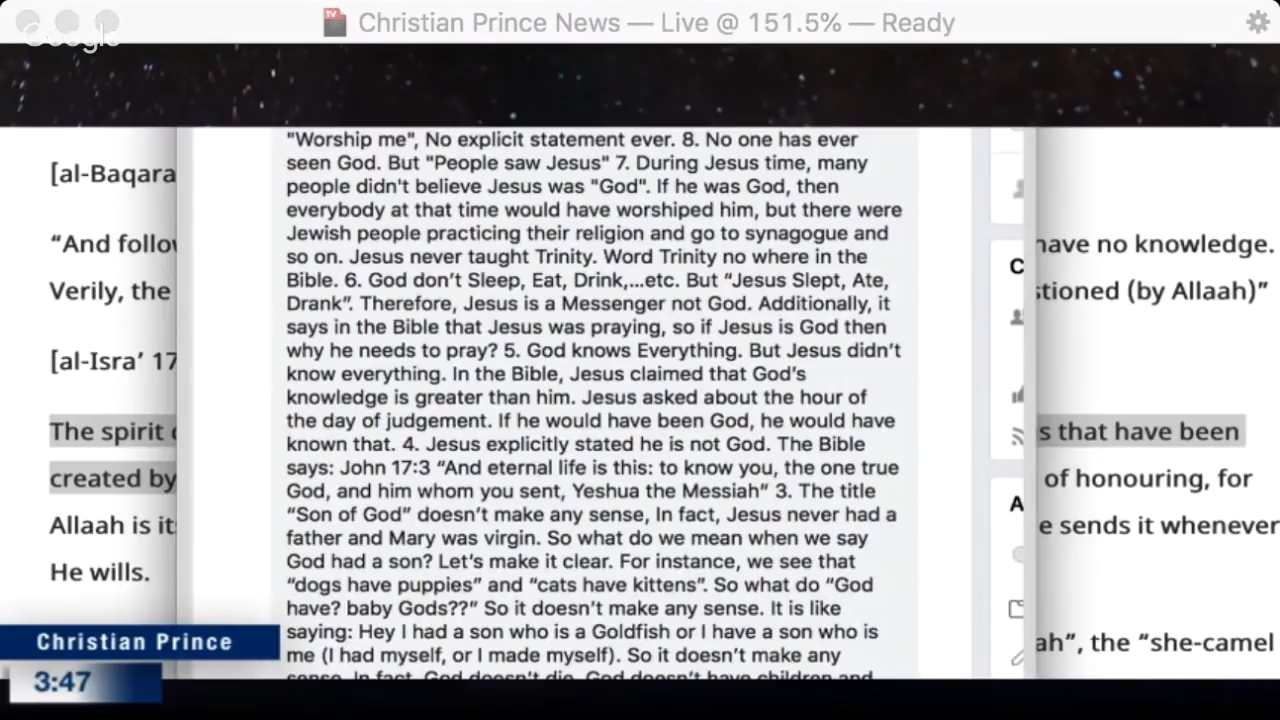 Christian Prince News — Live @ 151.5% — Ready
Google
"Worship me", No explicit statement ever. 8. No one has ever
seen God. But "People saw Jesus" 7. During Jesus time, many
people didn't believe Jesus was "God". If he was God, then
everybody at that time would have worshiped him, but there were
Jewish people practicing their religion and go to synagogue and
so on. Jesus never taught Trinity. Word Trinity no where in the
Bible. 6. God don’t Sleep, Eat, Drink,...etc. But “Jesus Slept, Ate,
Drank”. Therefore, Jesus is a Messenger not God. Additionally, it
says in the Bible that Jesus was praying, so if Jesus is God then
why he needs to pray? 5. God knows Everything. But Jesus didn’t
know everything. In the Bible, Jesus claimed that God’s
knowledge is greater than him. Jesus asked about the hour of
the day of judgement. If he would have been God, he would have
known that. 4. Jesus explicitly stated he is not God. The Bible
says: John 17:3 “And eternal life is this: to know you, the one true
God, and him whom you sent, Yeshua the Messiah” 3. The title
“Son of God” doesn’t make any sense, In fact, Jesus never had a
father and Mary was virgin. So what do we mean when we say
God had a son? Let’s make it clear. For instance, we see that
“dogs have puppies” and “cats have kittens”. So what do “God
have? baby Gods??” So it doesn’t make any sense. It is like
saying: Hey I had a son who is a Goldfish or I have a son who is
me (I had myself, or I made myself). So it doesn’t make any
sense. In fact, God doesn’t die, God doesn’t have children and
[al-Baqara
“And follow
Verily, the
[al-Isra’ 17
The spirit
created by
Allaah is it
He wills.
have no knowledge.
stioned (by Allaah)”
s that have been
of honouring, for
e sends it whenever
ah”, the “she-camel
C
A
Christian Prince
3:47